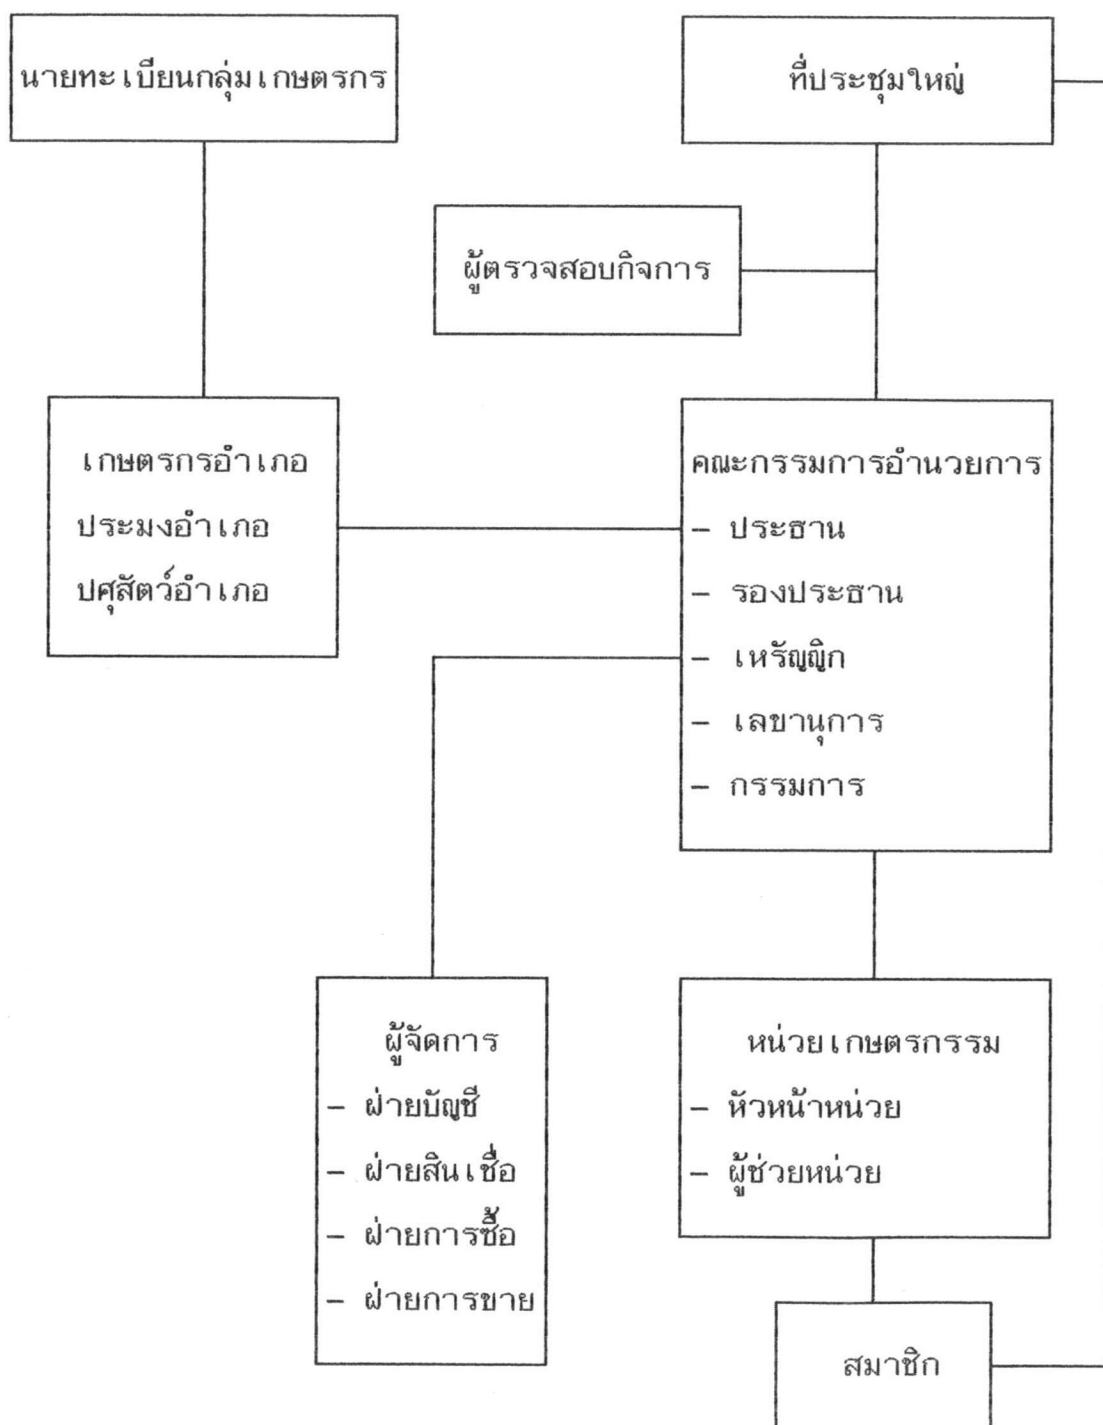 นายทะเบียนกลุ่มเกษตรกร
ที่ประชุมใหญ่
ผู้ตรวจสอบกิจการ
เกษตรกรอำเภอ
ประมงอำเภอ
ปศุสัตว์อำเภอ
คณะกรรมการอำนวยการ
- ประธาน
- รองประธาน
- เหรัญญิก
- เลขานุการ
- กรรมการ
ผู้จัดการ
- ฝ่ายบัญชี
- ฝ่ายสินเชื่อ
- ฝ่ายการซื้อ
- ฝ่ายการขาย
หน่วยเกษตรกรรม
- หัวหน้าหน่วย
- ผู้ช่วยหน่วย
สมาชิก